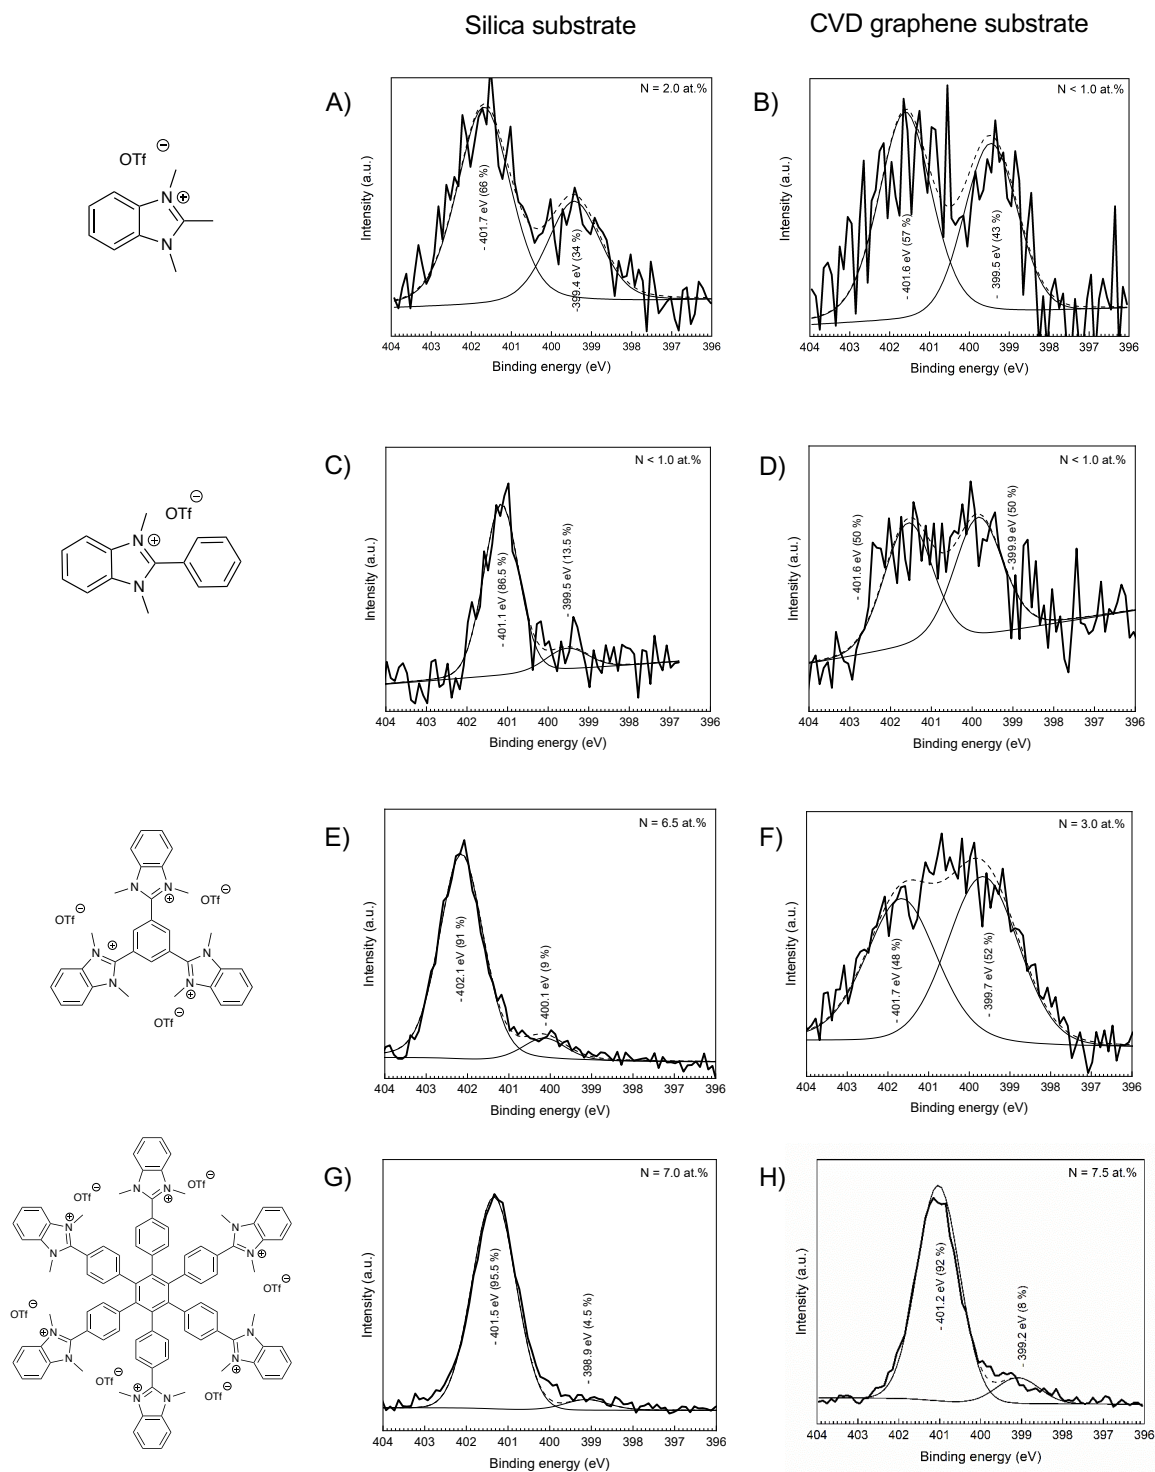 Silica substrate
CVD graphene substrate
OTf ⊖
N ⊕
N
A)
N = 2.0 at.%
Intensity (a.u.)
- 401.7 eV (66 %)
-399.4 eV (34 %)
404 403 402 401 400 399 398 397 396
Binding energy (eV)
B)
N < 1.0 at.%
Intensity (a.u.)
- 401.6 eV (57 %)
- 399.5 eV (43 %)
404 403 402 401 400 399 398 397 396
Binding energy (eV)
OTf ⊖
N ⊕
N
C)
N < 1.0 at.%
Intensity (a.u.)
- 401.1 eV (86.5 %)
- 399.5 eV (13.5 %)
404 403 402 401 400 399 398 397 396
Binding energy (eV)
D)
N < 1.0 at.%
Intensity (a.u.)
- 401.6 eV (50 %)
- 399.9 eV (50 %)
404 403 402 401 400 399 398 397 396
Binding energy (eV)
N N ⊕
OTf ⊖
OTf ⊖
N ⊕
N
N
N ⊕
OTf ⊖
E)
N = 6.5 at.%
Intensity (a.u.)
- 402.1 eV (91 %)
- 400.1 eV (9 %)
404 403 402 401 400 399 398 397 396
Binding energy (eV)
F)
N = 3.0 at.%
Intensity (a.u.)
- 401.7 eV (48 %)
- 399.7 eV (52 %)
404 403 402 401 400 399 398 397 396
Binding energy (eV)
N N ⊕
OTf ⊖
OTf ⊖
N ⊕
N
N
N ⊕
OTf ⊖
OTf ⊖
N ⊕
N
N
N ⊕
OTf ⊖
OTf ⊖
N ⊕ N
G)
N = 7.0 at.%
Intensity (a.u.)
- 401.5 eV (95.5 %)
- 398.9 eV (4.5 %)
404 403 402 401 400 399 398 397 396
Binding energy (eV)
H)
N = 7.5 at.%
Intensity (a.u.)
- 401.2 eV (92 %)
- 399.2 eV (8 %)
404 403 402 401 400 399 398 397 396
Binding energy (eV)